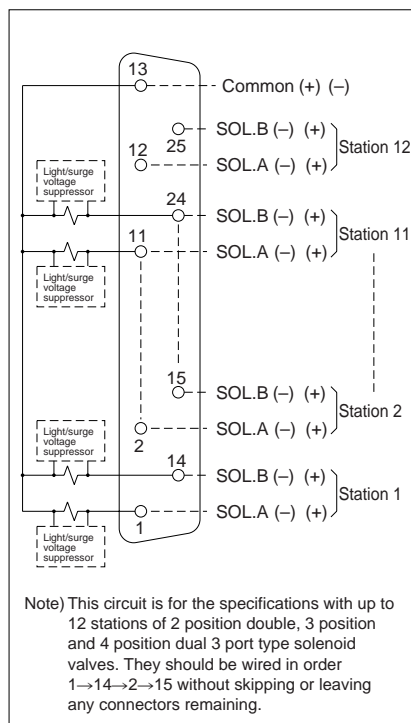 13
Common (+) (–)
SOL.B (–) (+)
25
Station 12
12
SOL.A (–) (+)
Light/surge
voltage
suppressor
24
SOL.B (–) (+)
Station 11
11
SOL.A (–) (+)
Light/surge
voltage
suppressor
15
SOL.B (–) (+)
Station 2
2
SOL.A (–) (+)
Light/surge
voltage
suppressor
14
SOL.B (–) (+)
Station 1
1
SOL.A (–) (+)
Light/surge
voltage
suppressor
Note) This circuit is for the specifications with up to
12 stations of 2 position double, 3 position
and 4 position dual 3 port type solenoid
valves. They should be wired in order
1→14→2→15 without skipping or leaving
any connectors remaining.